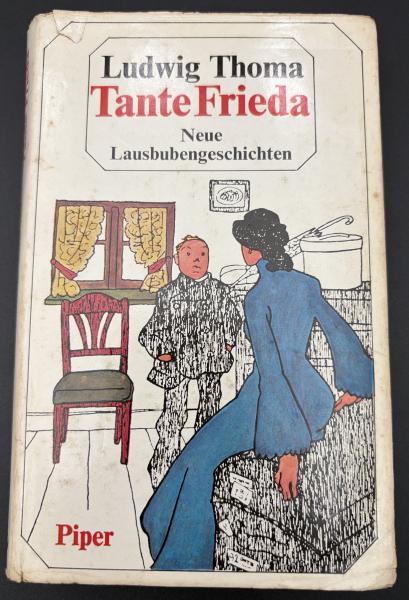 Ludwig Thoma
Tante Frieda
Neue
Lausbubengeschichten
Piper